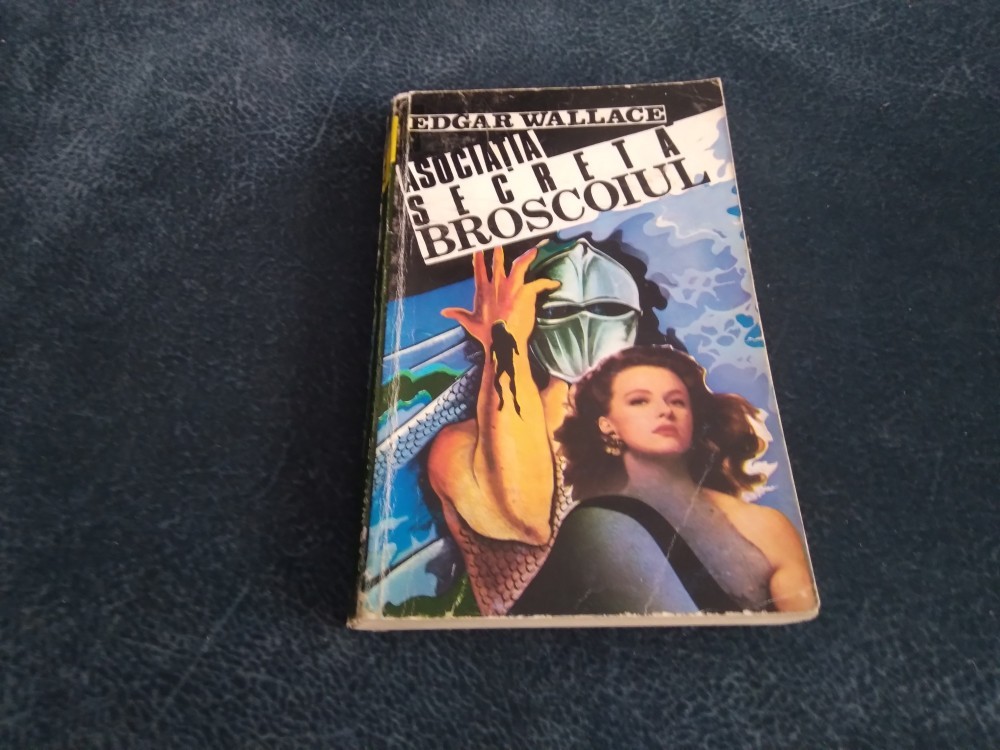 EDGAR WALLACE
ASOCIAȚIA
SECRETĂ
BROSCOIUL